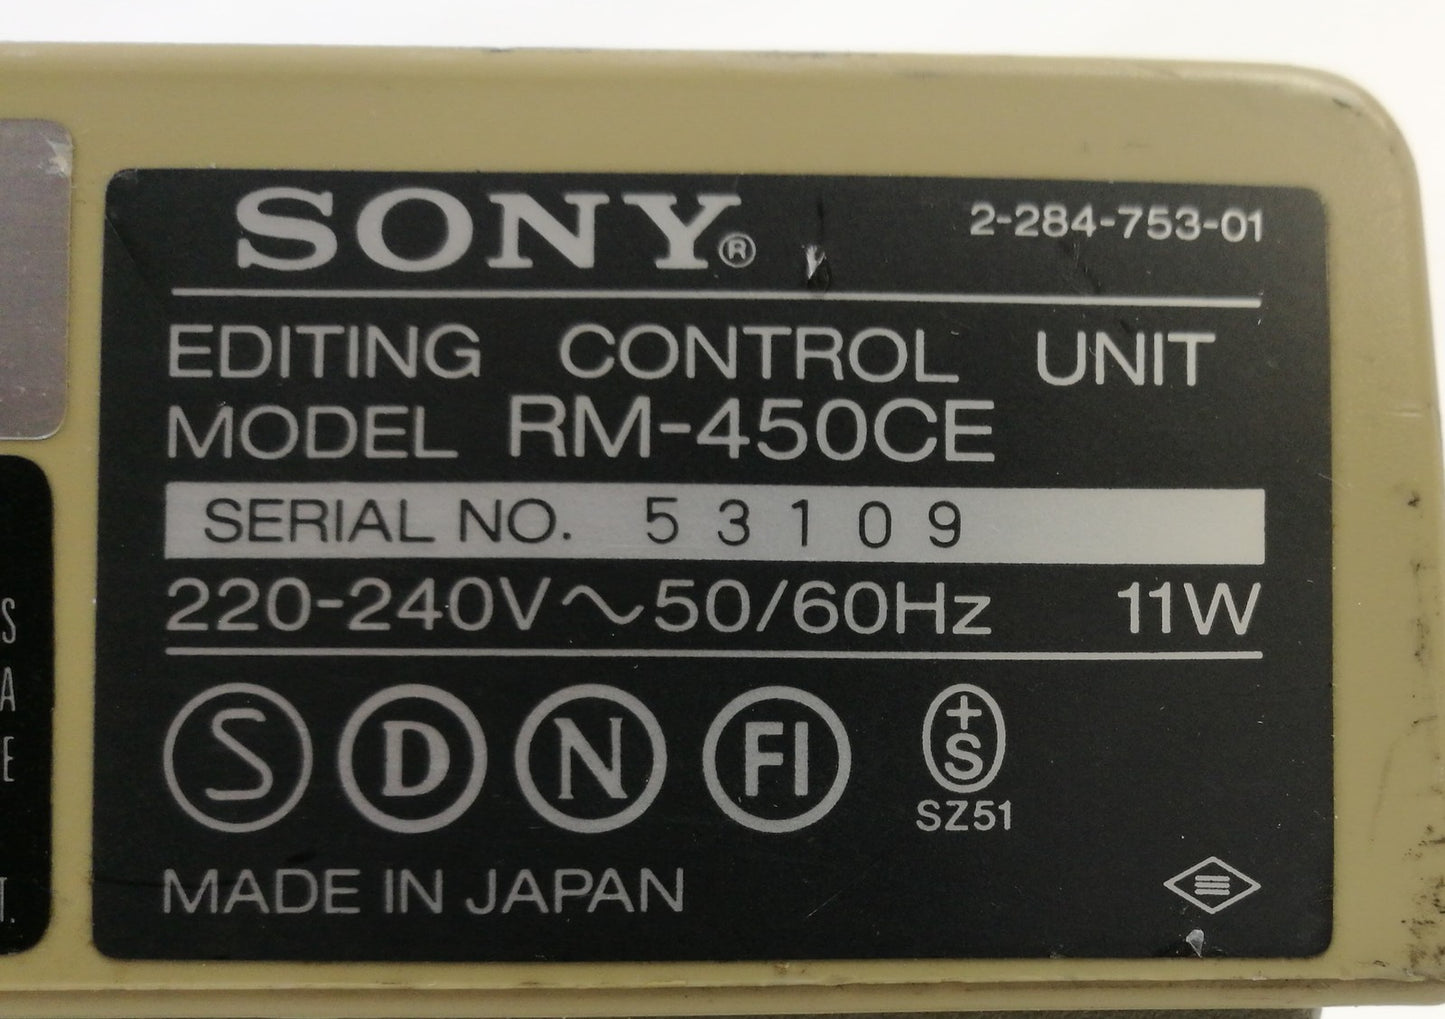 SONY® 2-284-753-01
EDITING CONTROL UNIT
MODEL RM-450CE
SERIAL NO. 53109
220-240V~50/60Hz 11W
S D N FI +S
SZ51
MADE IN JAPAN
S
A
E
T.